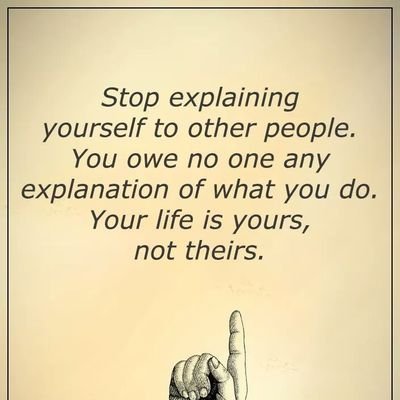 Stop explaining
yourself to other people.
You owe no one any
explanation of what you do.
Your life is yours,
not theirs.